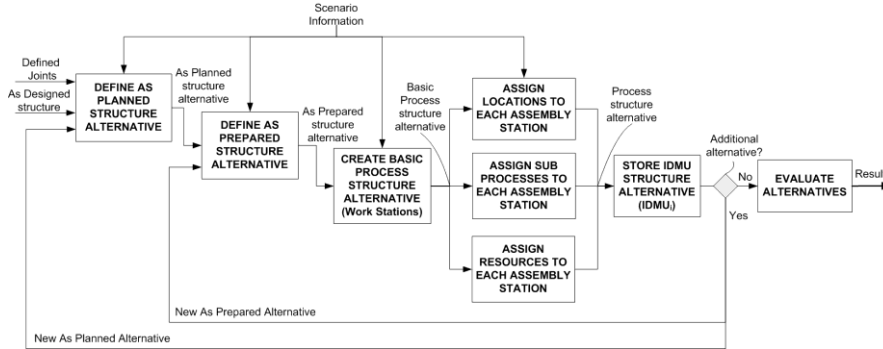 Scenario
Information
Defined
Joints
As Designed
structure
DEFINE AS
PLANNED
STRUCTURE
ALTERNATIVE
As Planned
structure
alternative
DEFINE AS
PREPARED
STRUCTURE
ALTERNATIVE
As Prepared
structure
alternative
CREATE BASIC
PROCESS
STRUCTURE
ALTERNATIVE
(Work Stations)
Basic
Process
structure
alternative
ASSIGN
LOCATIONS TO
EACH ASSEMBLY
STATION
ASSIGN SUB
PROCESSES TO
EACH ASSEMBLY
STATION
ASSIGN
RESOURCES TO
EACH ASSEMBLY
STATION
Process
structure
alternative
STORE IDMU
STRUCTURE
ALTERNATIVE
(IDMUi)
Additional
alternative?
No
Yes
EVALUATE
ALTERNATIVES
Result
New As Prepared Alternative
New As Planned Alternative